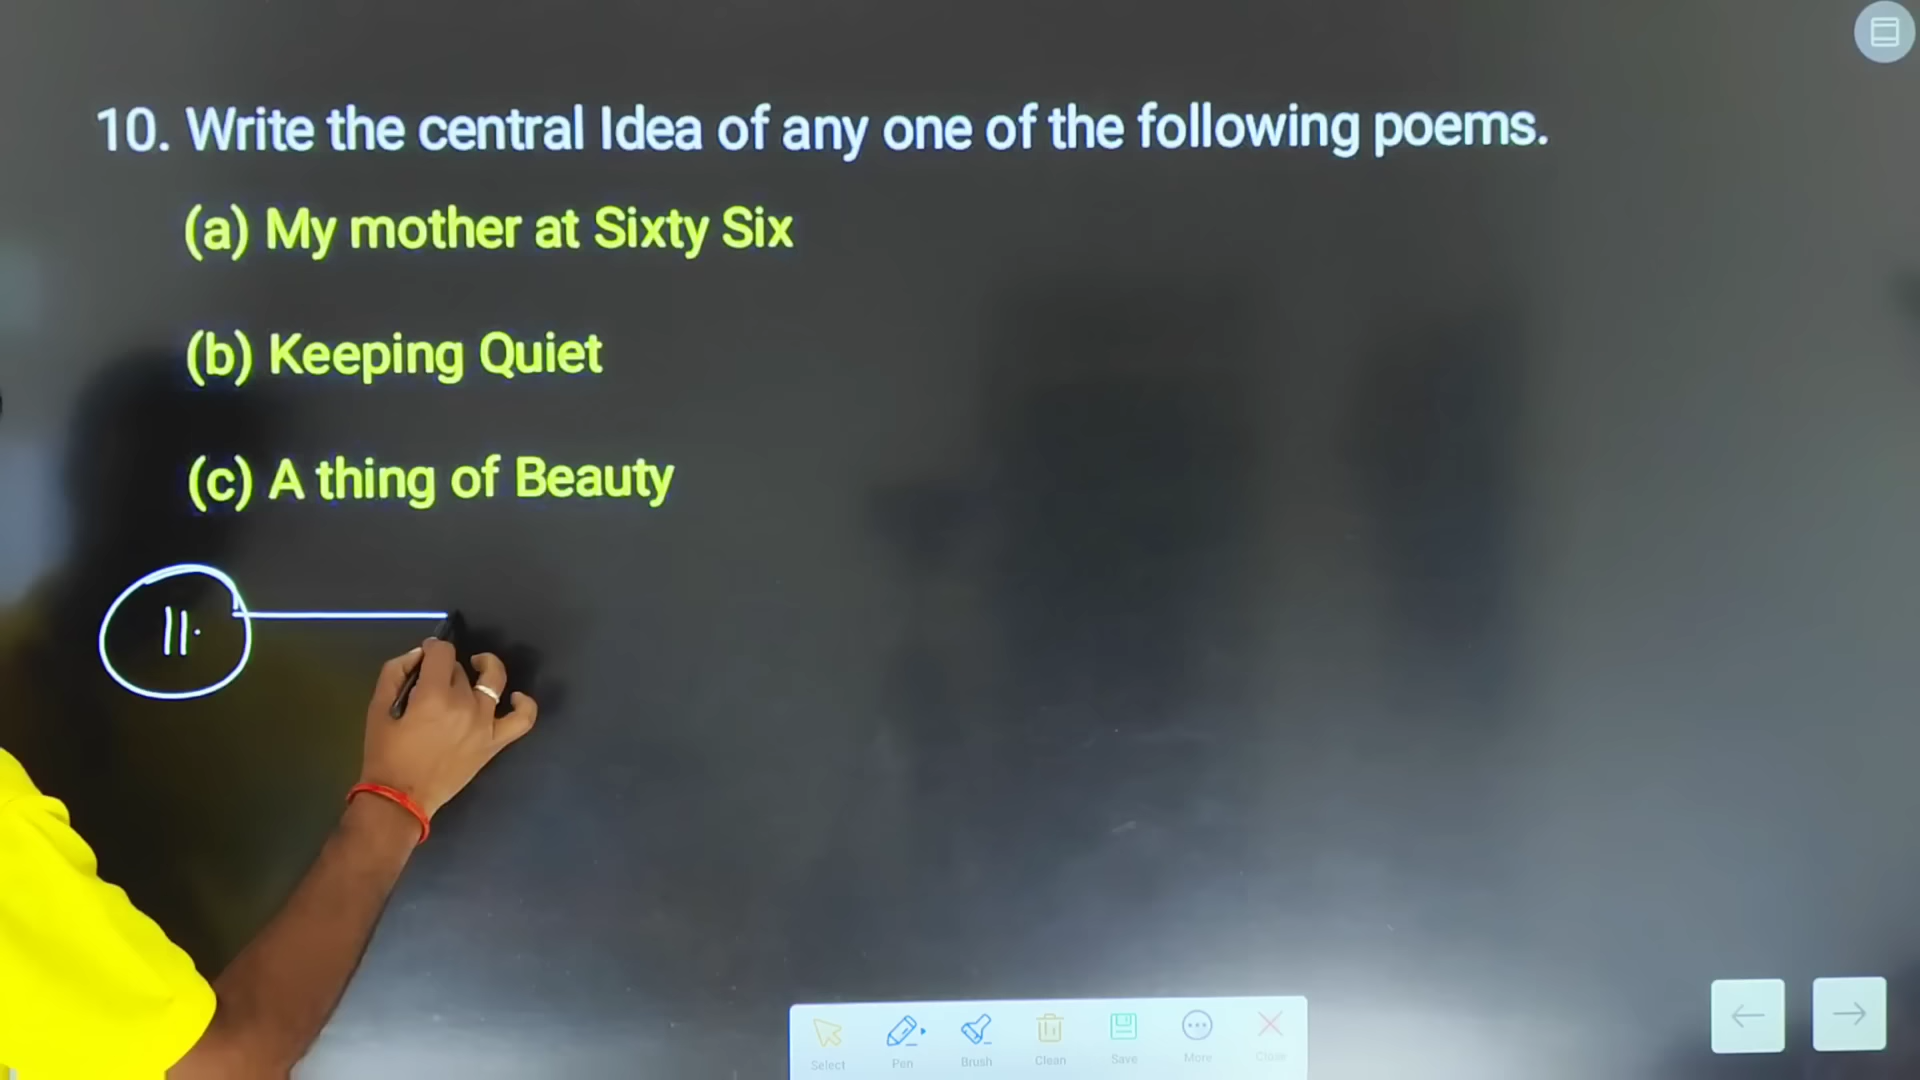 10. Write the central Idea of any one of the following poems.
(a) My mother at Sixty Six
(b) Keeping Quiet
(c) A thing of Beauty
11.
Select Pen Brush Clean Save More Close